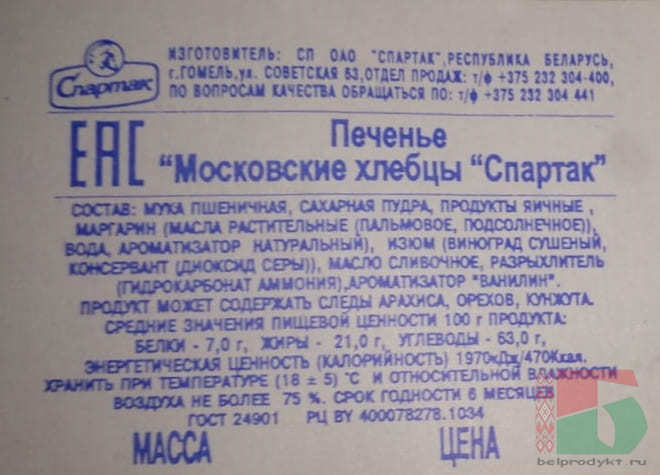 Спартак
ИЗГОТОВИТЕЛЬ: СП ОАО "СПАРТАК",РЕСПУБЛИКА БЕЛАРУСЬ,
г.ГОМЕЛЬ,ул. СОВЕТСКАЯ 63,ОТДЕЛ ПРОДАЖ: т/ф +375 232 304-400,
ПО ВОПРОСАМ КАЧЕСТВА ОБРАЩАТЬСЯ ПО: т/ф +375 232 304 441
ЕАС
Печенье
"Московские хлебцы "Спартак"
СОСТАВ: МУКА ПШЕНИЧНАЯ, САХАРНАЯ ПУДРА, ПРОДУКТЫ ЯИЧНЫЕ ,
МАРГАРИН (МАСЛА РАСТИТЕЛЬНЫЕ (ПАЛЬМОВОЕ, ПОДСОЛНЕЧНОЕ)),
ВОДА, АРОМАТИЗАТОР НАТУРАЛЬНЫЙ), ИЗЮМ (ВИНОГРАД СУШЕНЫЙ,
КОНСЕРВАНТ (ДИОКСИД СЕРЫ)), МАСЛО СЛИВОЧНОЕ, РАЗРЫХЛИТЕЛЬ
(ГИДРОКАРБОНАТ АММОНИЯ),АРОМАТИЗАТОР "ВАНИЛИН".
ПРОДУКТ МОЖЕТ СОДЕРЖАТЬ СЛЕДЫ АРАХИСА, ОРЕХОВ, КУНЖУТА.
СРЕДНИЕ ЗНАЧЕНИЯ ПИЩЕВОЙ ЦЕННОСТИ 100 г ПРОДУКТА:
БЕЛКИ - 7,0 г, ЖИРЫ - 21,0 г, УГЛЕВОДЫ - 63,0 г,
ЭНЕРГЕТИЧЕСКАЯ ЦЕННОСТЬ (КАЛОРИЙНОСТЬ) 1970кДж/470Ккал.
ХРАНИТЬ ПРИ ТЕМПЕРАТУРЕ (18 ± 5) °С И ОТНОСИТЕЛЬНОЙ ВЛАЖНОСТИ
ВОЗДУХА НЕ БОЛЕЕ 75 %. СРОК ГОДНОСТИ 6 МЕСЯЦЕВ
ГОСТ 24901 РЦ BY 400078278.1034
МАССА ЦЕНА
belprodykt.ru